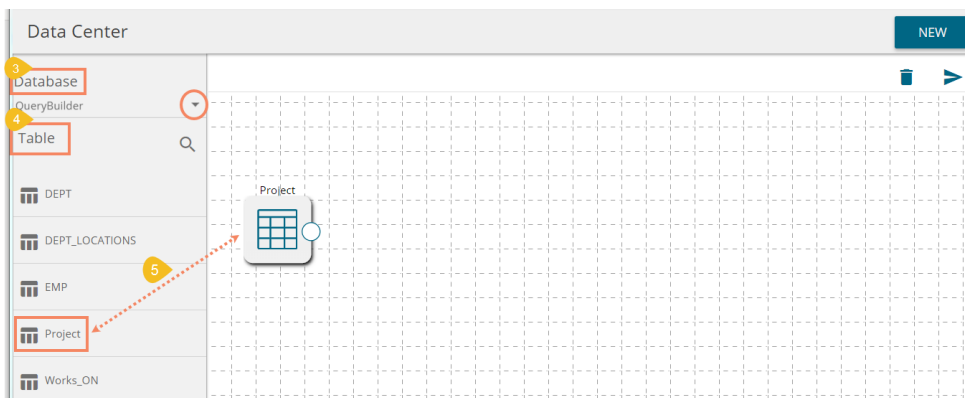 Data Center
NEW
3
Database
QueryBuilder
4
Table
DEPT
Project
DEPT_LOCATIONS
5
EMP
Project
Works_ON